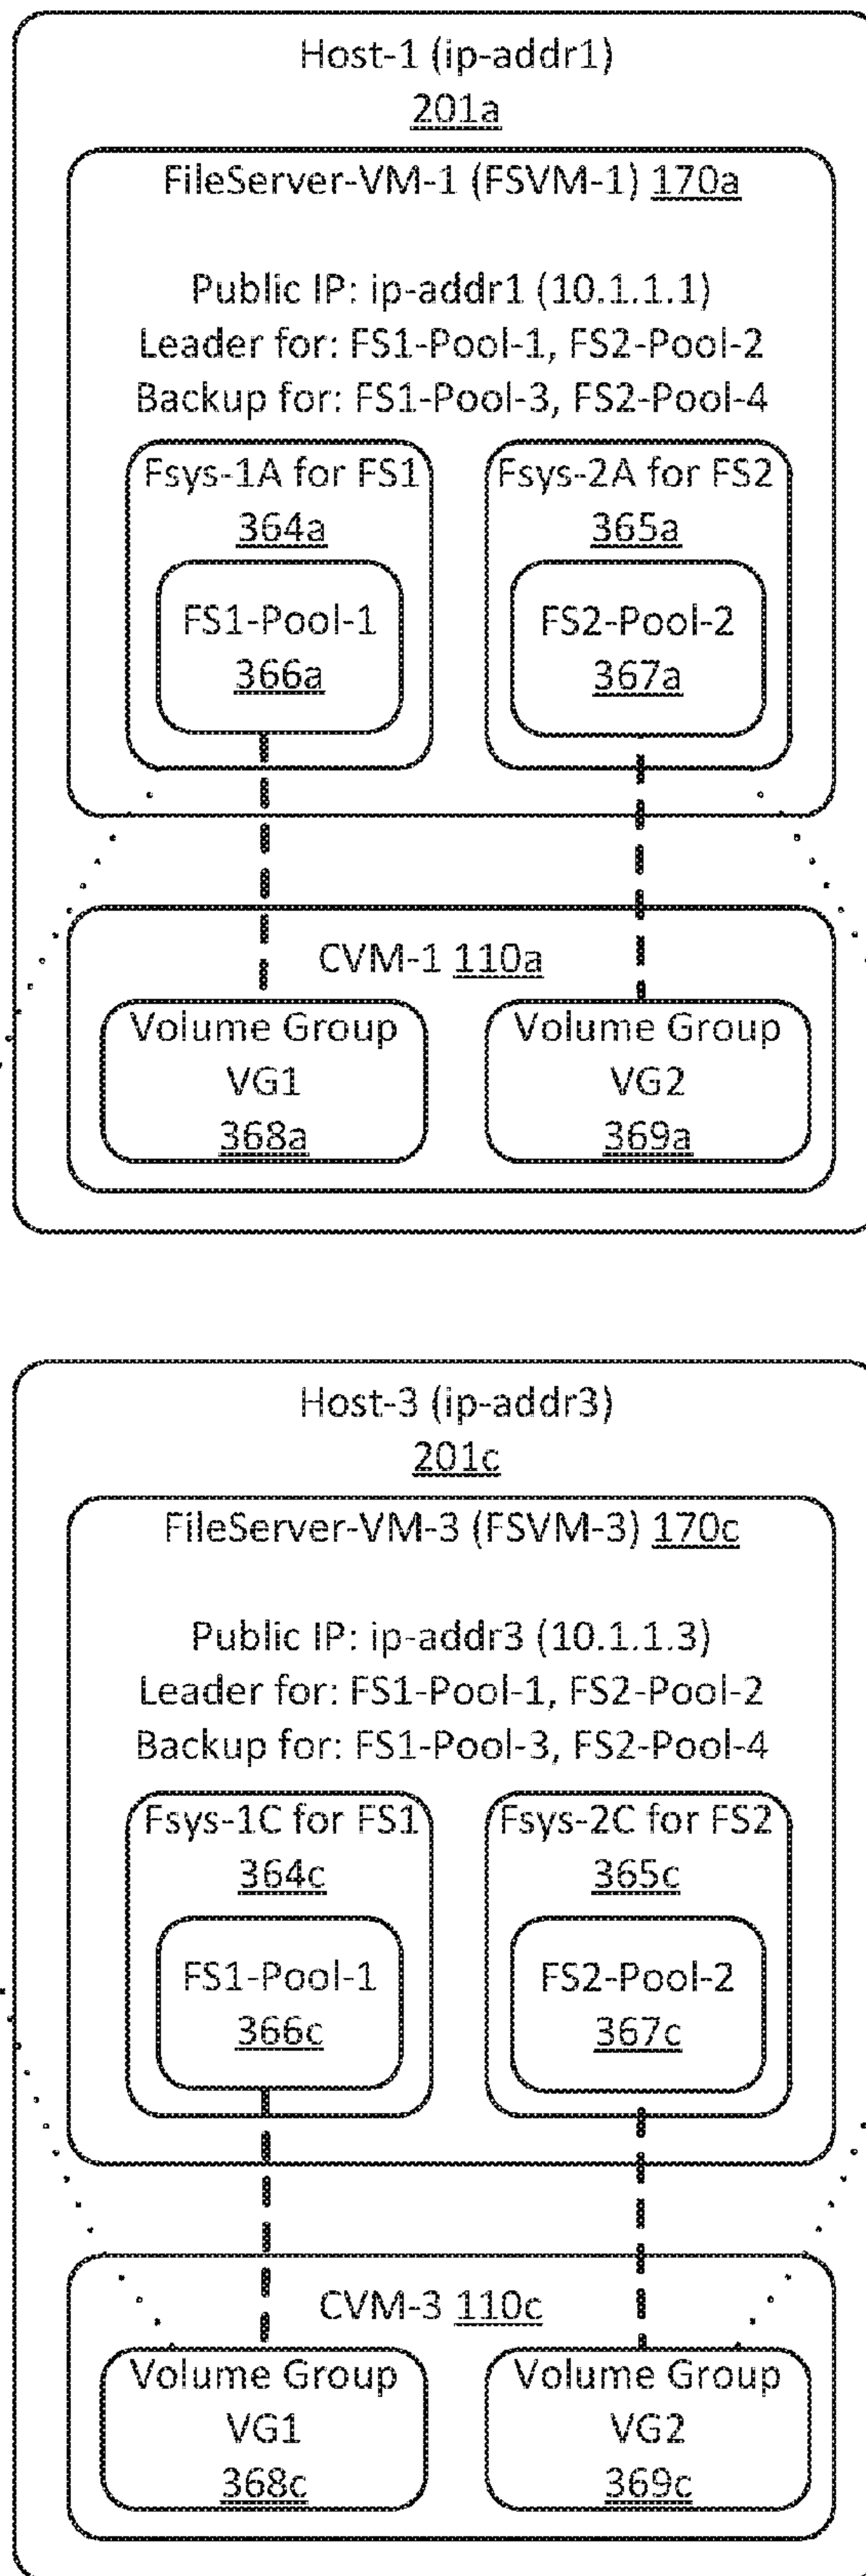 Host-1 (ip-addr1)
201a
FileServer-VM-1 (FSVM-1) 170a
Public IP: ip-addr1 (10.1.1.1)
Leader for: FS1-Pool-1, FS2-Pool-2
Backup for: FS1-Pool-3, FS2-Pool-4
Fsys-1A for FS1
364a
FS1-Pool-1
366a
Fsys-2A for FS2
365a
FS2-Pool-2
367a
CVM-1 110a
Volume Group
VG1
368a
Volume Group
VG2
369a
Host-3 (ip-addr3)
201c
FileServer-VM-3 (FSVM-3) 170c
Public IP: ip-addr3 (10.1.1.3)
Leader for: FS1-Pool-1, FS2-Pool-2
Backup for: FS1-Pool-3, FS2-Pool-4
Fsys-1C for FS1
364c
FS1-Pool-1
366c
Fsys-2C for FS2
365c
FS2-Pool-2
367c
CVM-3 110c
Volume Group
VG1
368c
Volume Group
VG2
369c